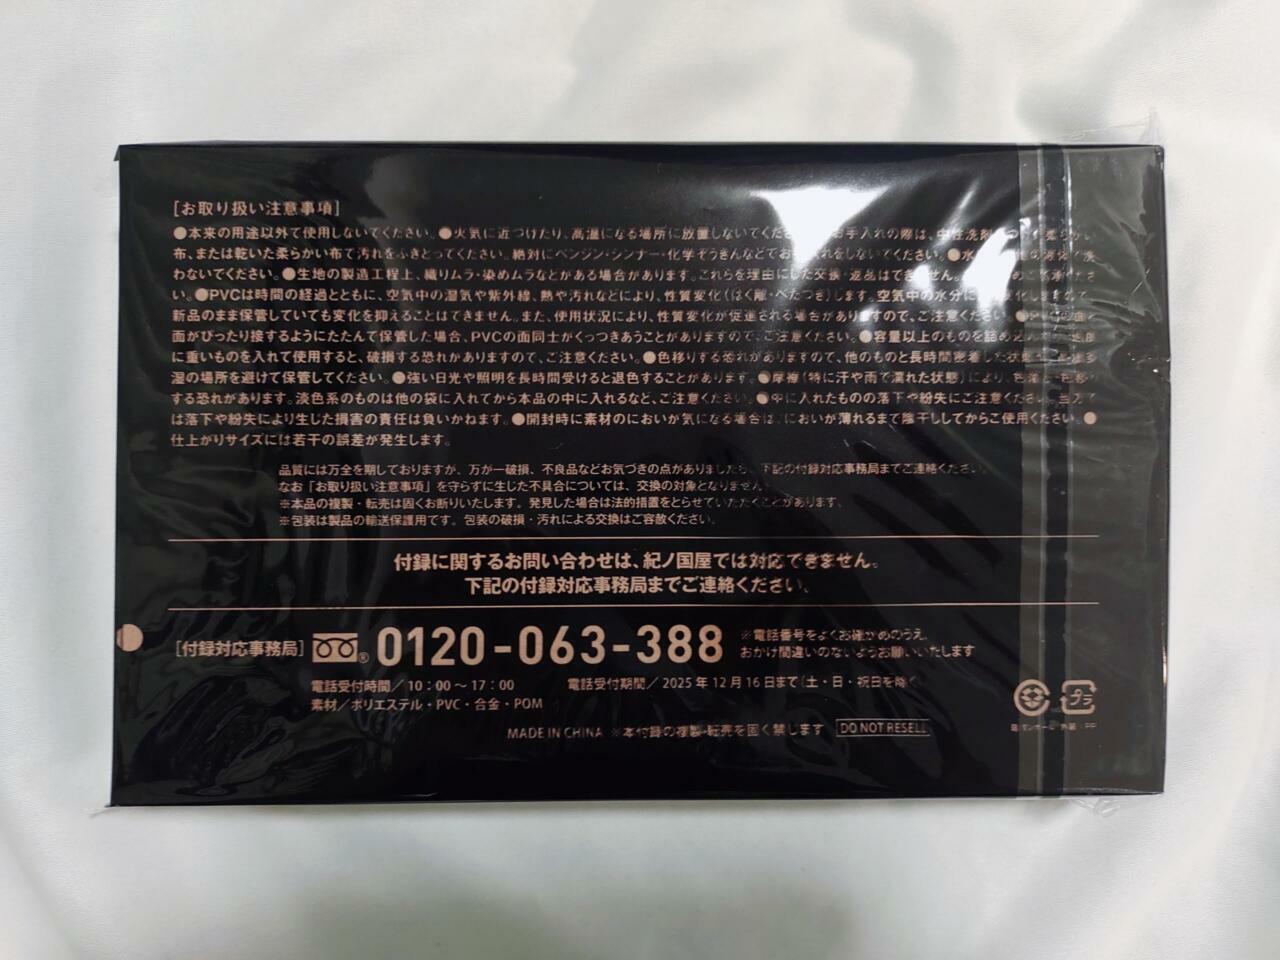 [お取り扱い注意事項]
●本来の用途以外で使用しないでください。●火気に近づけたり、高温になる場所に放置しないでくだ お手入れの際は、中性洗剤
布、または乾いた柔らかい布で汚れをふきとってください。絶対にベンジン・シンナー・化学ぞうきんなどでお手入れをしないでください。●水
わないでください。●生地の製造工程上、織りムラ・染めムラなどがある場合があります。これらを理由にした交換・返品はできません。
い。●PVCは時間の経過とともに、空気中の湿気や紫外線、熱や汚れなどにより、性質変化(はく離・べたつき)します。空気中の水分に
新品のまま保管していても変化を抑えることはできません。また、使用状況により、性質変化が促進される場合がありますので、ご注意ください。
面がぴったり接するようにたたんで保管した場合、PVCの面同士がくっつきあうことがありますのでご注意ください。●容量以上のものを詰め込
に重いものを入れて使用すると、破損する恐れがありますので、ご注意ください。●色移りする恐れがありますので、他のものと長時間密着した状態
湿の場所を避けて保管してください。●強い日光や照明を長時間受けると退色することがあります。●摩擦(特に汗や雨で濡れた状態)により、
する恐れがあります。淡色系のものは他の袋に入れてから本品の中に入れるなど、ご注意ください。●中に入れたものの落下や紛失にご注意ください。
は落下や紛失により生じた損害の責任は負いかねます。●開封時に素材のにおいが気になる場合は、においが薄れるまで陰干ししてからご使用ください。●
仕上がりサイズには若干の誤差が発生します。
品質には万全を期しておりますが、万が一破損、不良品などお気づきの点がありましたら、下記の付録対応事務局までご連絡ください。
なお「お取り扱い注意事項」を守らずに生じた不具合については、交換の対象となりません。
※本品の複製・転売は固くお断りいたします。発見した場合は法的措置をとらせていただくことがあります。
※包装は製品の輸送保護用です。包装の破損・汚れによる交換はご容赦ください。
付録に関するお問い合わせは、紀ノ国屋では対応できません。
下記の付録対応事務局までご連絡ください。
[付録対応事務局] ® 0120-063-388 ※電話番号をよくお確かめのうえ、
おかけ間違いのないようお願いいたします
電話受付時間/10:00〜17:00 電話受付期間/2025年12月16日まで(土・日・祝日を除く)
素材/ポリエステル・PVC・合金・POM
MADE IN CHINA ※本付録の複製・転売を固く禁じます DO NOT RESELL
プラ